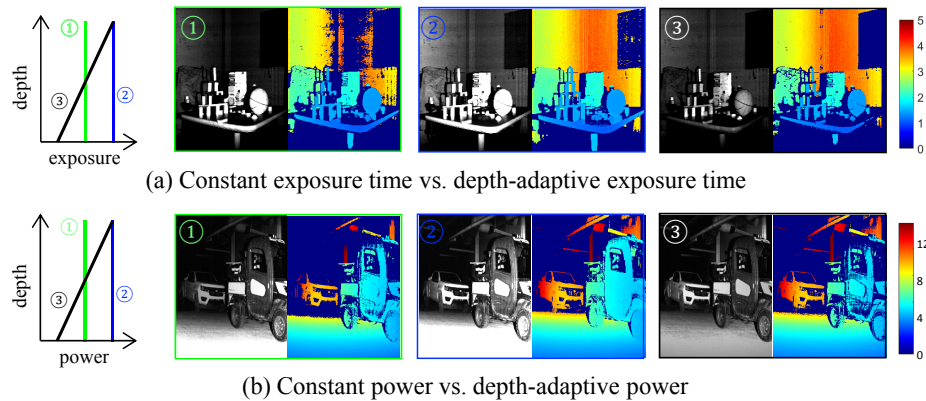 ① ② ③
depth
①
③
②
exposure
5
4
3
2
1
0
(a) Constant exposure time vs. depth-adaptive exposure time
① ② ③
depth
①
③
②
power
12
8
4
0
(b) Constant power vs. depth-adaptive power